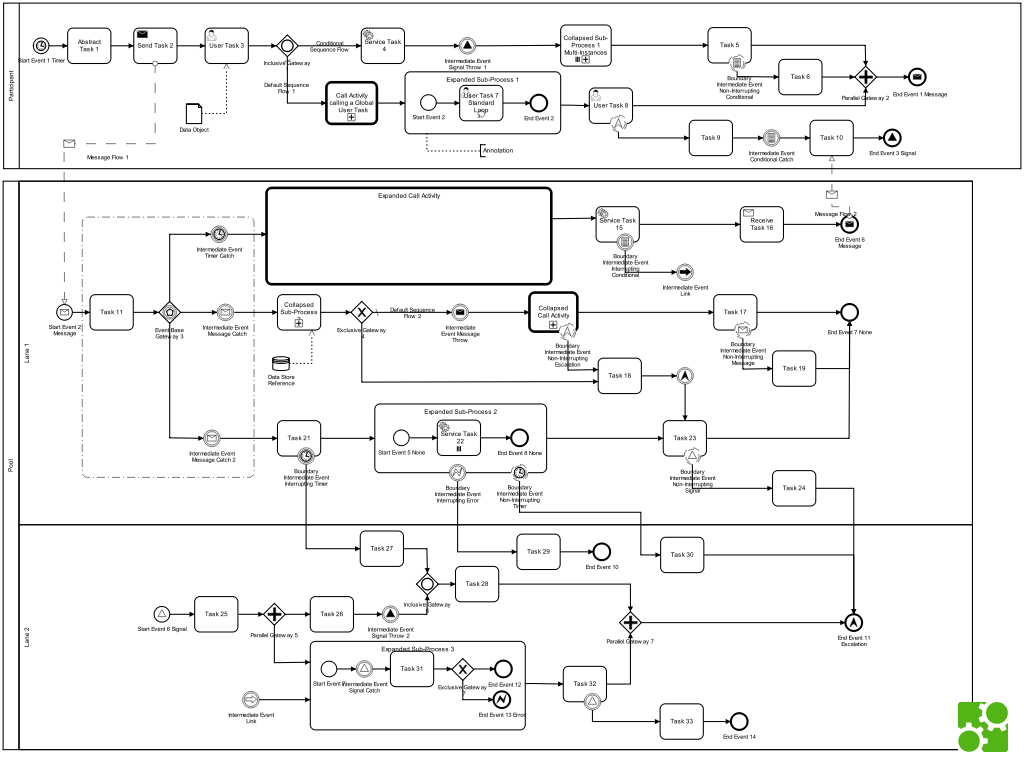 Participant
Start Event 1 Timer
Abstract
Task 1
Send Task 2
User Task 3
Inclusive Gateway
Conditional
Sequence Flow
Default Sequence
Flow 1
Service Task
4
Intermediate Event
Signal Throw 1
Collapsed Sub-
Process 1
Multi-Instances
Task 5
Boundary
Intermediate Event
Non-Interrupting
Conditional
Task 6
Parallel Gateway 2
End Event 1 Message
Data Object
Call Activity
calling a Global
User Task
Expanded Sub-Process 1
Start Event 2
User Task 7
Standard
Loop
End Event 2
User Task 8
Annotation
Task 9
Intermediate Event
Conditional Catch
Task 10
End Event 3 Signal
Message Flow 1
Pool
Lane 1
Expanded Call Activity
Message Flow 2
Service Task
15
Receive
Task 16
End Event 6
Message
Boundary
Intermediate Event
Interrupting
Conditional
Intermediate Event
Link
Intermediate Event
Timer Catch
Start Event 2
Message
Task 11
Event Base
Gateway 3
Intermediate Event
Message Catch
Collapsed
Sub-Process
Exclusive Gateway
4
Default Sequence
Flow 2
Intermediate
Event Message
Throw
Collapsed
Call Activity
Boundary
Intermediate Event
Non-Interrupting
Escalation
Task 17
Boundary
Intermediate Event
Non-Interrupting
Message
End Event 7 None
Data Store
Reference
Task 18
Task 19
Intermediate Event
Message Catch 2
Task 21
Boundary
Intermediate Event
Interrupting Timer
Expanded Sub-Process 2
Start Event 5 None
Service Task
22
End Event 8 None
Boundary
Intermediate Event
Interrupting Error
Boundary
Intermediate Event
Non-Interrupting
Timer
Task 23
Boundary
Intermediate Event
Non-Interrupting
Signal
Task 24
Lane 2
Task 27
Task 29
End Event 10
Task 30
Inclusive Gateway
Task 28
Start Event 6 Signal
Task 25
Parallel Gateway 5
Task 26
Intermediate Event
Signal Throw 2
Parallel Gateway 7
End Event 11
Escalation
Expanded Sub-Process 3
Start Event
Intermediate Event
Signal Catch
Task 31
Exclusive Gateway
End Event 12
End Event 13 Error
Intermediate Event
Link
Task 32
Task 33
End Event 14